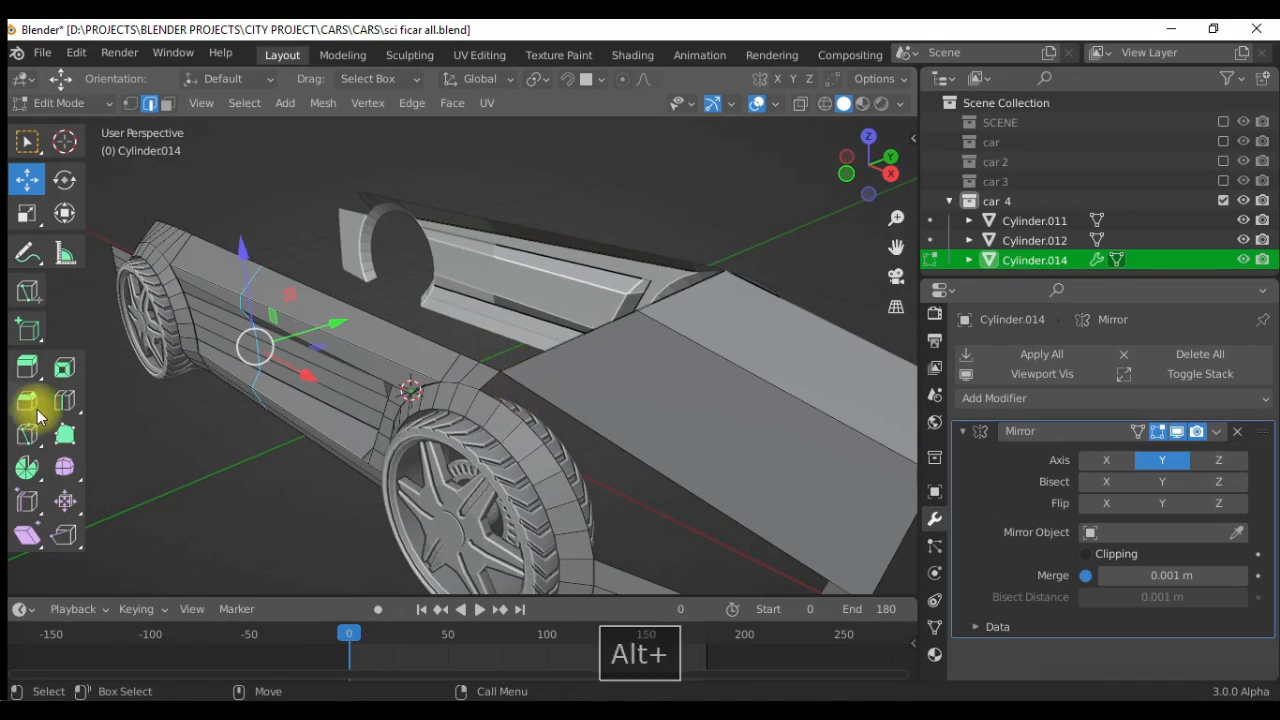 Blender* [D:\PROJECTS\BLENDER PROJECTS\CITY PROJECT\CARS\CARS\sci ficar all.blend]
File Edit Render Window Help Layout Modeling Sculpting UV Editing Texture Paint Shading Animation Rendering Compositing Scene View Layer
Orientation: Default Drag: Select Box Global X Y Z Options
Edit Mode View Select Add Mesh Vertex Edge Face UV
Scene Collection
SCENE
car
car 2
car 3
car 4
Cylinder.011
Cylinder.012
Cylinder.014
User Perspective
(0) Cylinder.014
Z
Y
X
Cylinder.014 Mirror
Apply All Delete All
Viewport Vis Toggle Stack
Add Modifier
Mirror
Axis X Y Z
Bisect X Y Z
Flip X Y Z
Mirror Object
Clipping
Merge 0.001 m
Bisect Distance 0.001 m
Data
Playback Keying View Marker 0 Start 0 End 180
-150 -100 -50 0 50 100 150 200 250
Alt+
Select Box Select Move Call Menu 3.0.0 Alpha